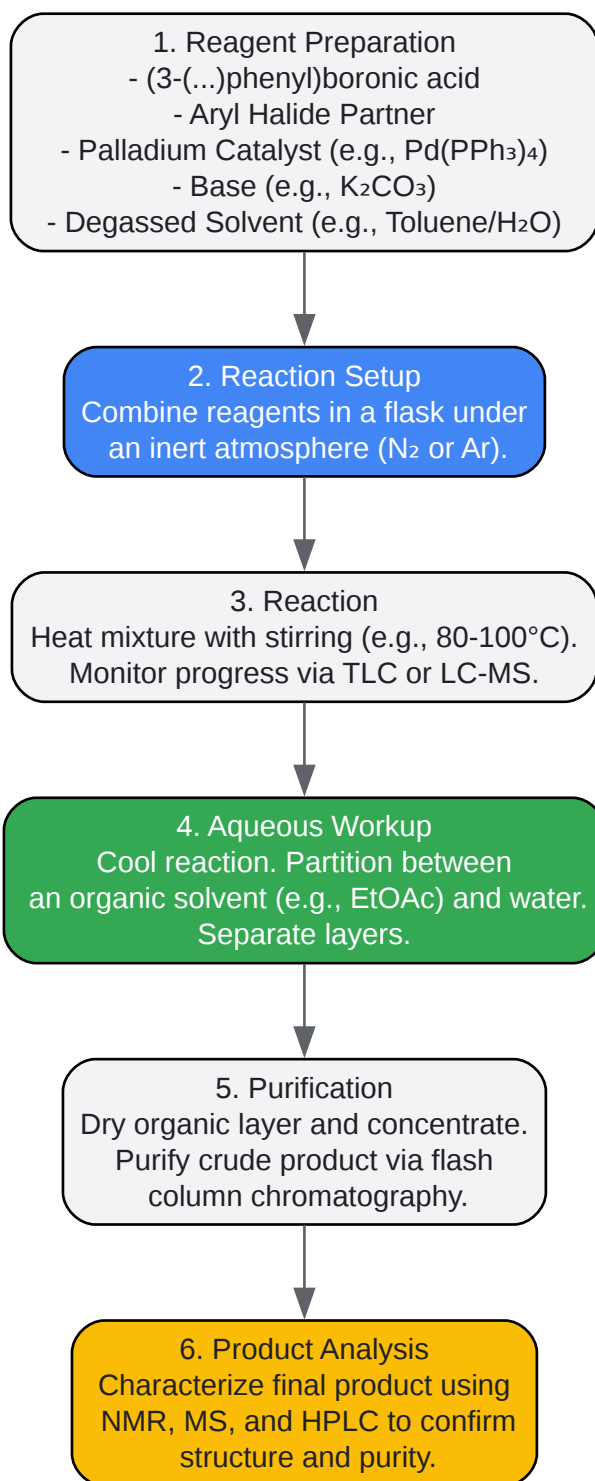 1. Reagent Preparation
- (3-(...)phenyl)boronic acid
- Aryl Halide Partner
- Palladium Catalyst (e.g., Pd(PPh₃)₄)
- Base (e.g., K₂CO₃)
- Degassed Solvent (e.g., Toluene/H₂O)
2. Reaction Setup
Combine reagents in a flask under
an inert atmosphere (N₂ or Ar).
3. Reaction
Heat mixture with stirring (e.g., 80-100°C).
Monitor progress via TLC or LC-MS.
4. Aqueous Workup
Cool reaction. Partition between
an organic solvent (e.g., EtOAc) and water.
Separate layers.
5. Purification
Dry organic layer and concentrate.
Purify crude product via flash
column chromatography.
6. Product Analysis
Characterize final product using
NMR, MS, and HPLC to confirm
structure and purity.